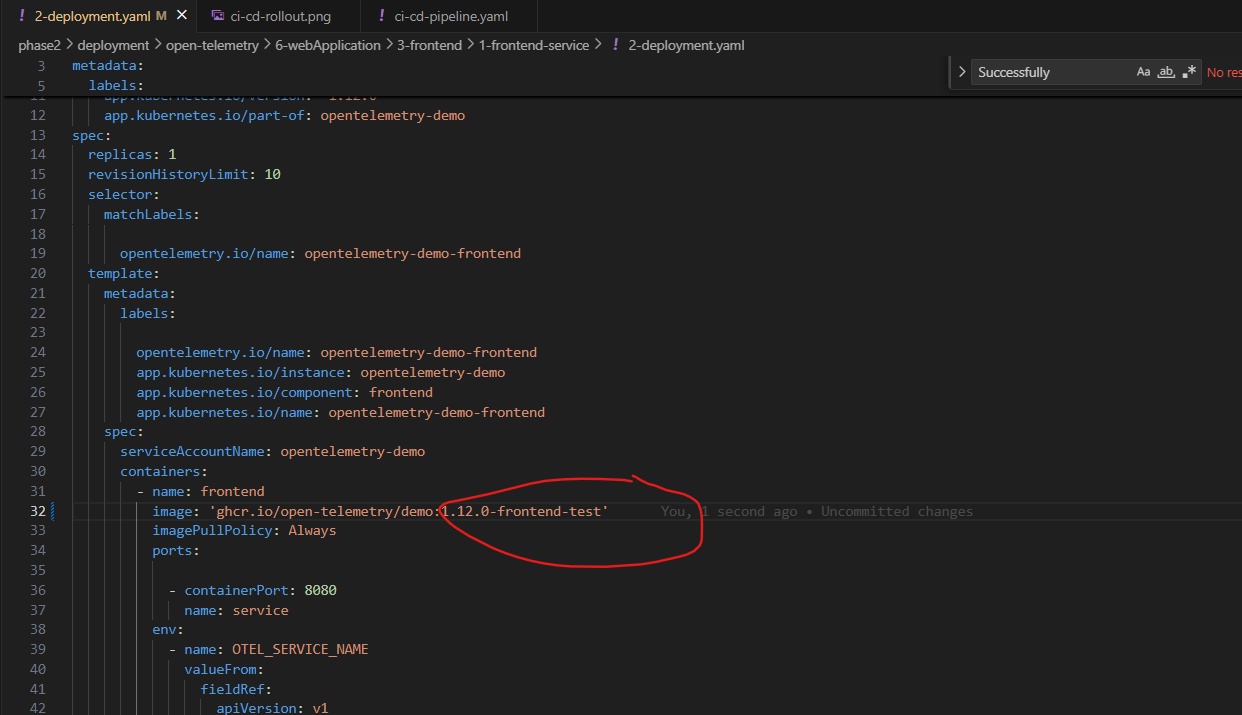 ! 2-deployment.yaml M × ci-cd-rollout.png ! ci-cd-pipeline.yaml
phase2 > deployment > open-telemetry > 6-webApplication > 3-frontend > 1-frontend-service > ! 2-deployment.yaml
3 metadata:
5 labels:
> Successfully Aa ab .* No res
11 app.kubernetes.io/version: "1.12.0"
12 app.kubernetes.io/part-of: opentelemetry-demo
13 spec:
14 replicas: 1
15 revisionHistoryLimit: 10
16 selector:
17 matchLabels:
18
19 opentelemetry.io/name: opentelemetry-demo-frontend
20 template:
21 metadata:
22 labels:
23
24 opentelemetry.io/name: opentelemetry-demo-frontend
25 app.kubernetes.io/instance: opentelemetry-demo
26 app.kubernetes.io/component: frontend
27 app.kubernetes.io/name: opentelemetry-demo-frontend
28 spec:
29 serviceAccountName: opentelemetry-demo
30 containers:
31 - name: frontend
32 image: 'ghcr.io/open-telemetry/demo:1.12.0-frontend-test' You, 1 second ago • Uncommitted changes
33 imagePullPolicy: Always
34 ports:
35
36 - containerPort: 8080
37 name: service
38 env:
39 - name: OTEL_SERVICE_NAME
40 valueFrom:
41 fieldRef:
42 apiVersion: v1